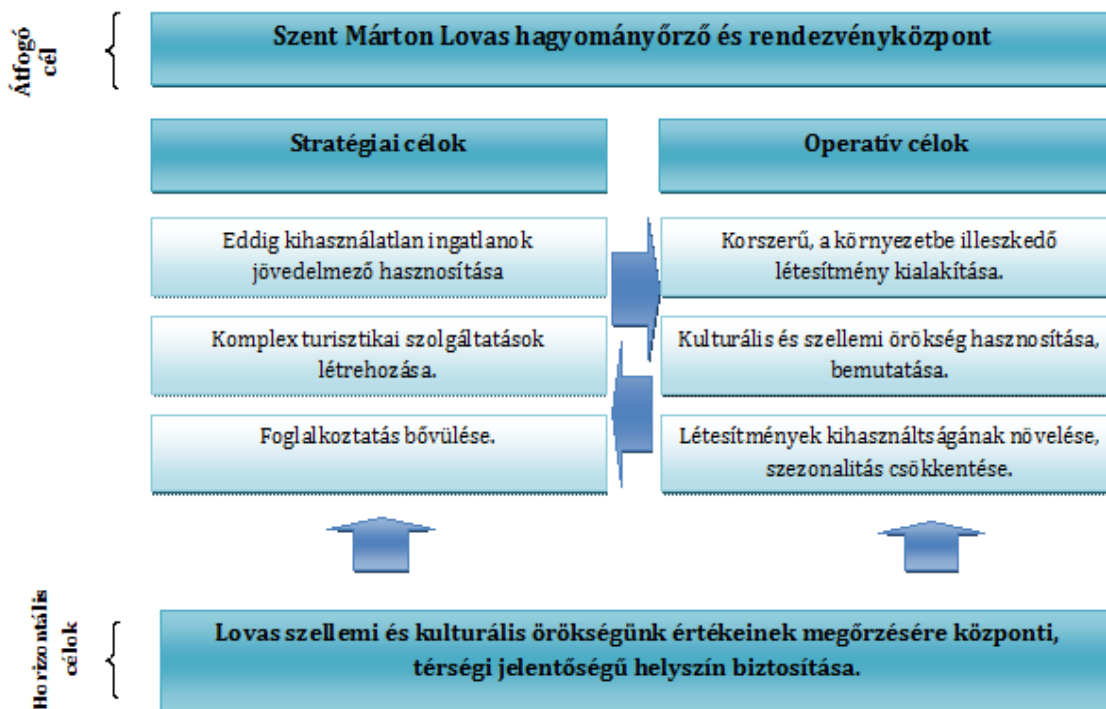 Átfogó
cél
Szent Márton Lovas hagyományőrző és rendezvényközpont
Stratégiai célok
Operatív célok
Eddig kihasználatlan ingatlanok
jövedelmező hasznosítása
Korszerű, a környezetbe illeszkedő
létesítmény kialakítása.
Komplex turisztikai szolgáltatások
létrehozása.
Kulturális és szellemi örökség hasznosítása,
bemutatása.
Foglalkoztatás bővülése.
Létesítmények kihasználtságának növelése,
szezonalitás csökkentése.
Horizontális
célok
Lovas szellemi és kulturális örökségünk értékeinek megőrzésére központi,
térségi jelentőségű helyszín biztosítása.